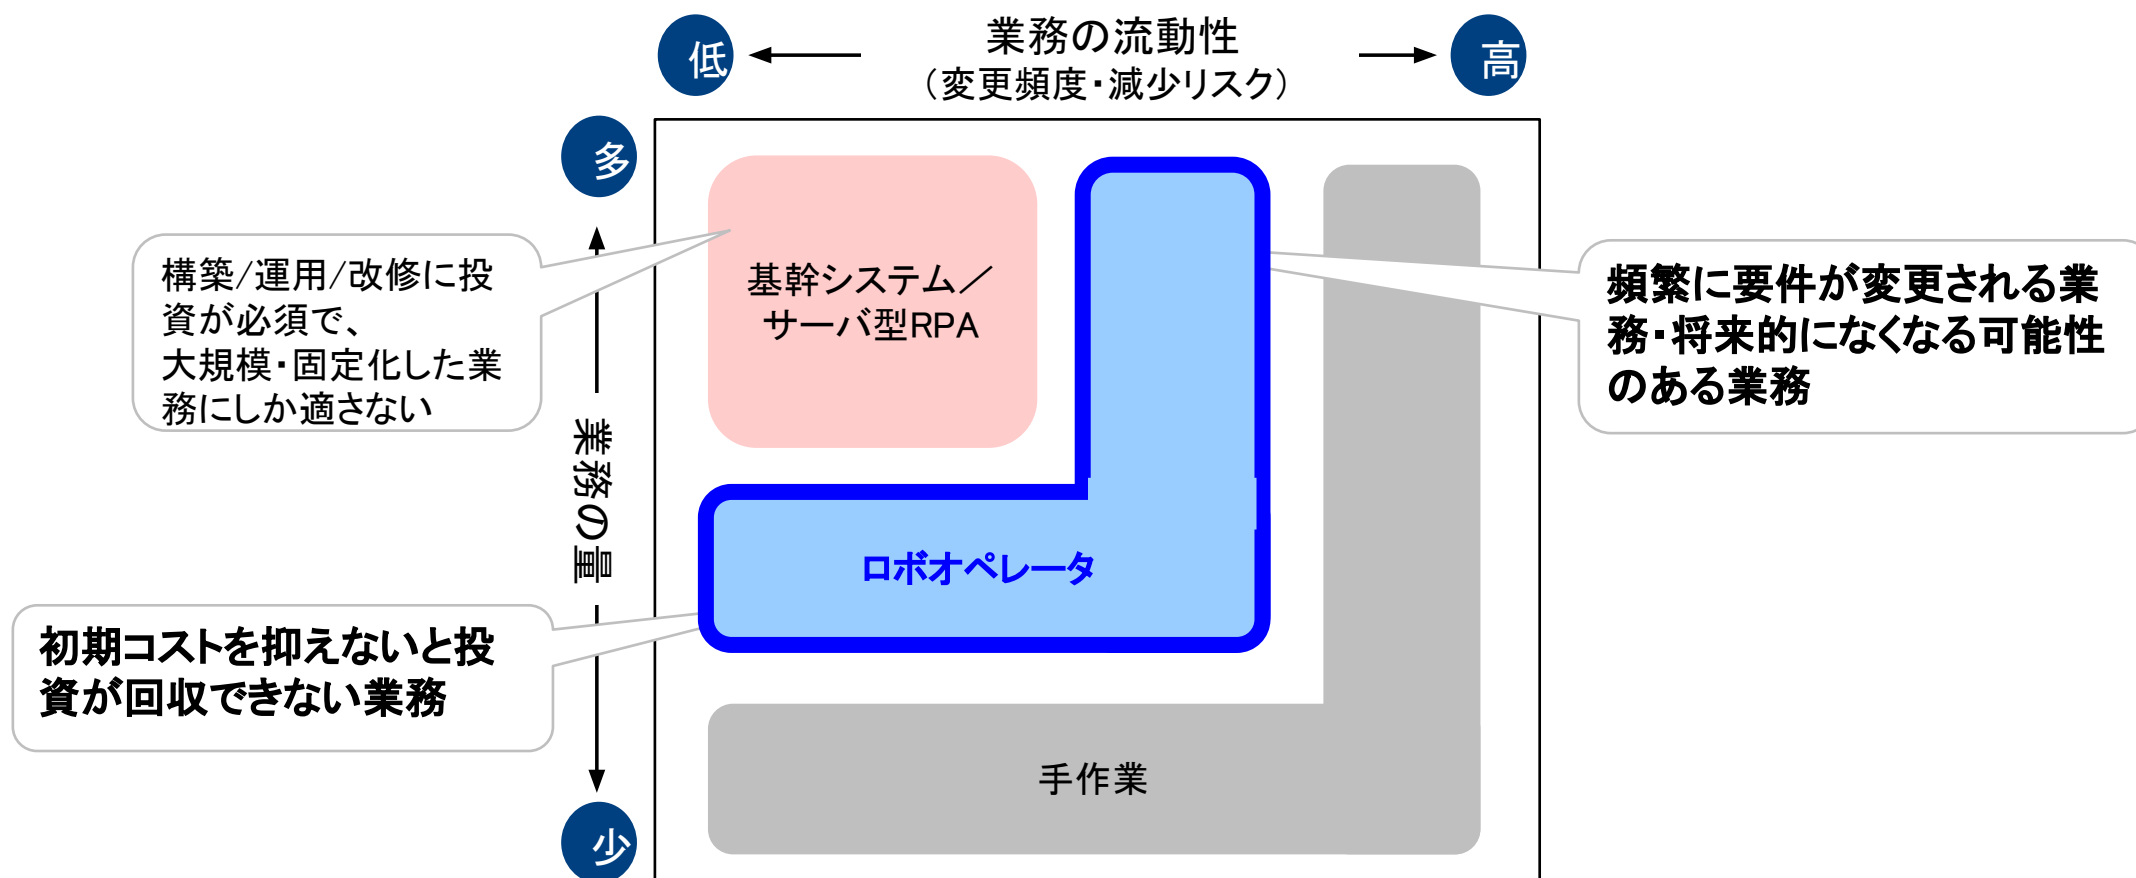 低
業務の流動性
（変更頻度・減少リスク）
高
多
構築/運用/改修に投
資が必須で、
大規模・固定化した業
務にしか適さない
基幹システム／
サーバ型RPA
頻繁に要件が変更される業
務・将来的になくなる可能性
のある業務
業務の量
ロボオペレータ
初期コストを抑えないと投
資が回収できない業務
手作業
少